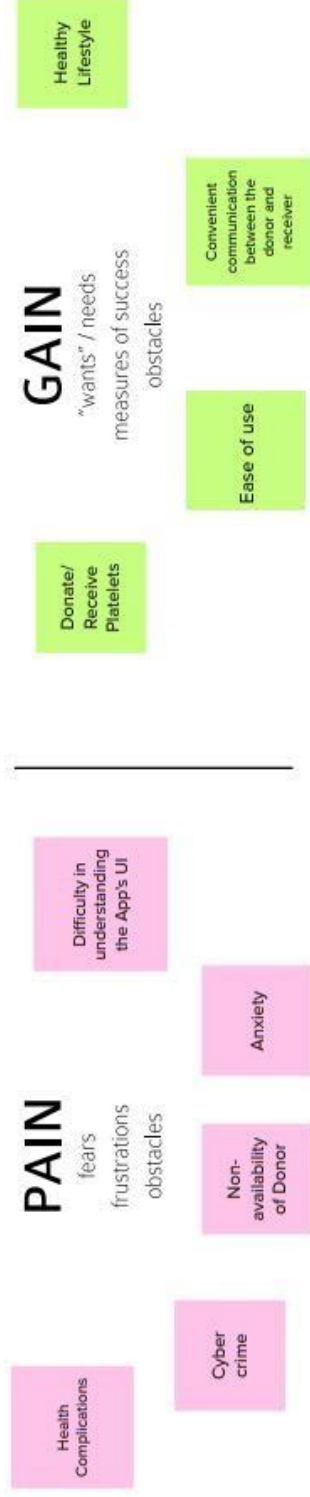 PAIN
fears
frustrations
obstacles
Health
Complications
Cyber
crime
Non-
availability
of Donor
Anxiety
Difficulty in
understanding
the App's UI
GAIN
"wants" / needs
measures of success
obstacles
Donate/
Receive
Platelets
Ease of use
Convenient
communication
between the
donor and
receiver
Healthy
Lifestyle